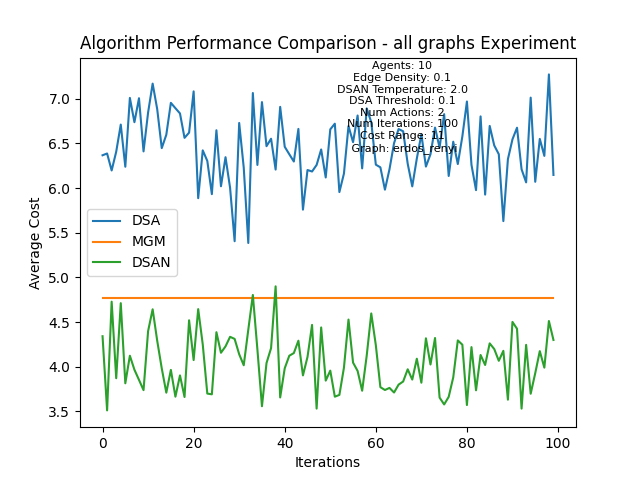 Algorithm Performance Comparison - all graphs Experiment
Agents: 10
Edge Density: 0.1
DSAN Temperature: 2.0
DSA Threshold: 0.1
Num Actions: 2
Num Iterations: 100
Cost Range: 11
Graph: erdos_renyi
7.0
6.5
6.0
5.5
5.0
4.5
4.0
3.5
Average Cost
DSA
MGM
DSAN
0 20 40 60 80 100
Iterations